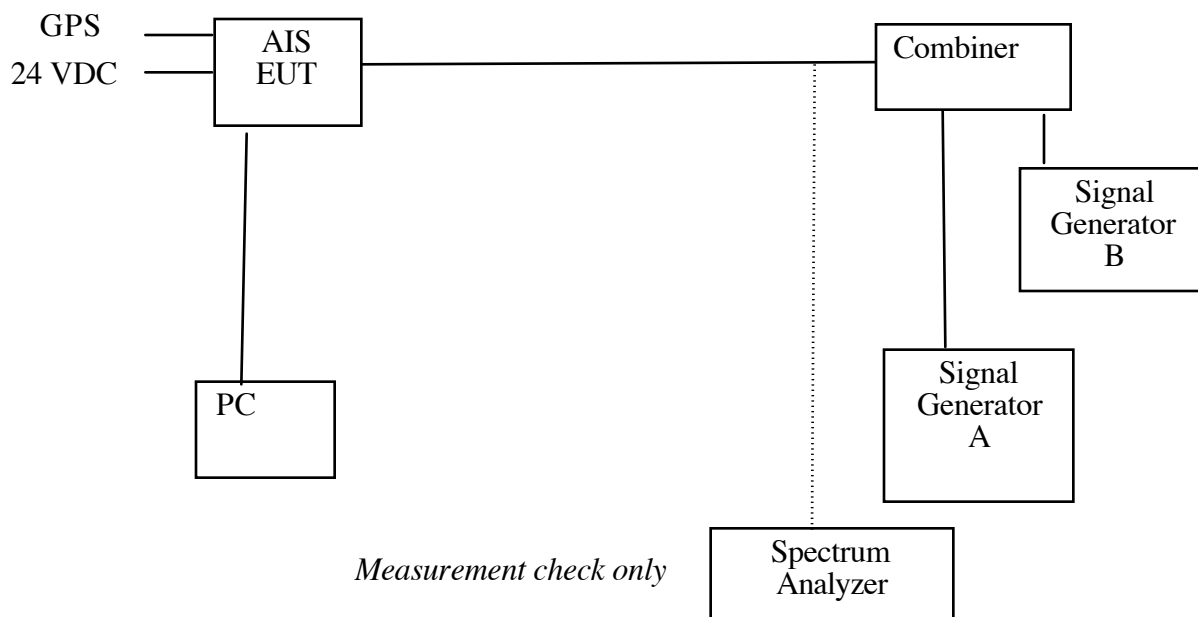 GPS
24 VDC
AIS
EUT
Combiner
Signal
Generator
B
PC
Signal
Generator
A
Measurement check only
Spectrum
Analyzer